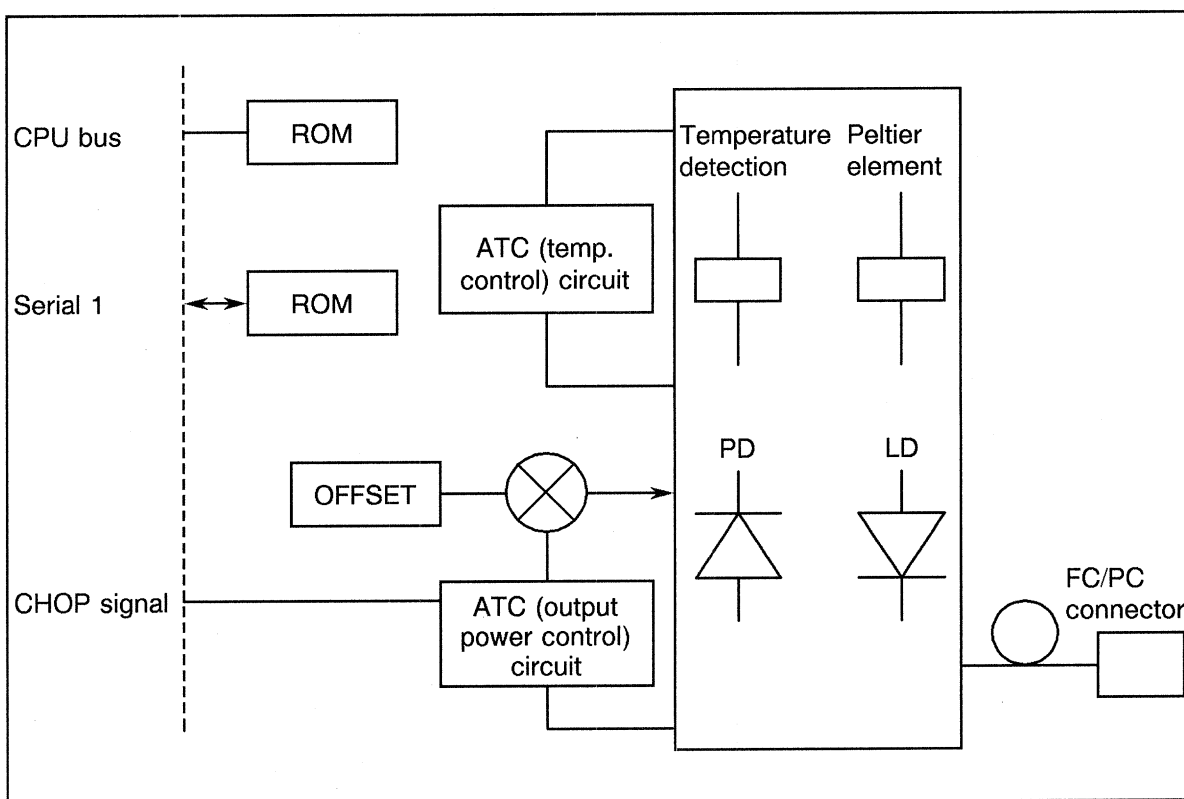 CPU bus
ROM
Temperature
detection
Peltier
element
ATC (temp.
control) circuit
Serial 1
ROM
PD
LD
OFFSET
CHOP signal
ATC (output
power control)
circuit
FC/PC
connector